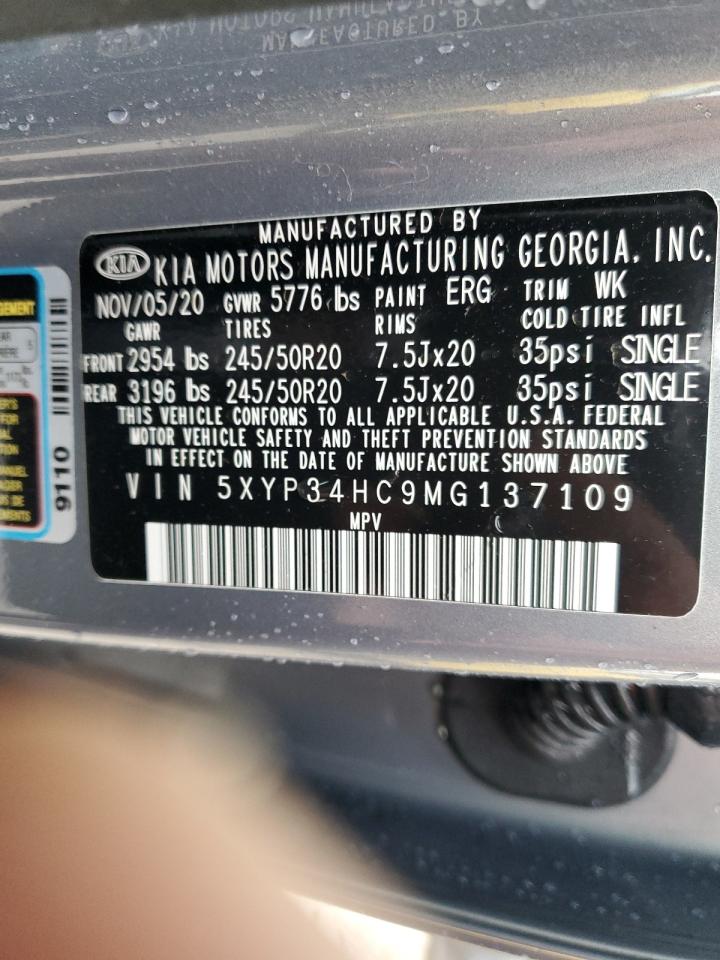 MANUFACTURED BY
KIA KIA MOTORS MANUFACTURING GEORGIA, INC.
NOV/05/20 GVWR 5776 lbs PAINT ERG TRIM WK
GAWR TIRES RIMS COLD TIRE INFL
FRONT 2954 lbs 245/50R20 7.5Jx20 35psi SINGLE
REAR 3196 lbs 245/50R20 7.5Jx20 35psi SINGLE
THIS VEHICLE CONFORMS TO ALL APPLICABLE U.S.A. FEDERAL
MOTOR VEHICLE SAFETY AND THEFT PREVENTION STANDARDS
IN EFFECT ON THE DATE OF MANUFACTURE SHOWN ABOVE
VIN 5XYP34HC9MG137109
MPV
9110